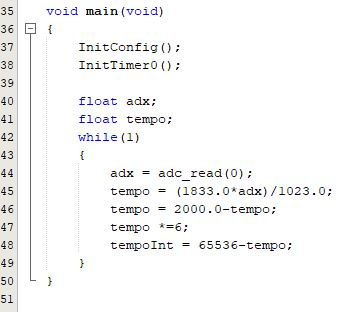 35 void main(void)
36 {
37 InitConfig();
38 InitTimer0();
39
40 float adx;
41 float tempo;
42 while(1)
43 {
44 adx = adc_read(0);
45 tempo = (1833.0*adx)/1023.0;
46 tempo = 2000.0-tempo;
47 tempo *=6;
48 tempoInt = 65536-tempo;
49 }
50 }
51